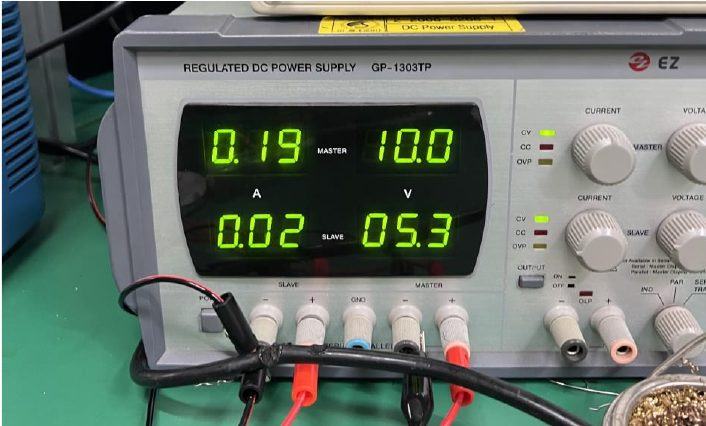 DC Power Supply
REGULATED DC POWER SUPPLY GP-1303TP
EZ
CURRENT
0.19 MASTER 10.0
CV
CC MASTER
OVP
A V
CURRENT VOLTAGE
0.02 SLAVE 05.3
CV
CC SLAVE
OVP
OUTPUT ON
OFF
SLAVE MASTER
- + GND - +
OLP
- +
IND PAR